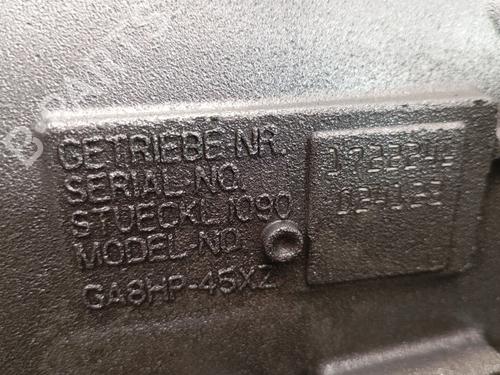 GETRIEBE NR.
SERIAL-NO.
STUECKL 1090
MODEL-NO.
GA8HP-45XZ